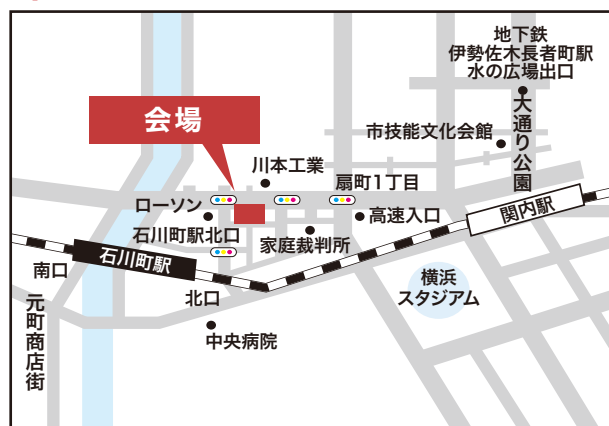 地下鉄
伊勢佐木長者町駅
水の広場出口
会場
市技能文化会館
大通り公園
川本工業
扇町1丁目
ローソン
高速入口
関内駅
石川町駅北口
家庭裁判所
石川町駅
南口
北口
横浜
スタジアム
元町商店街
中央病院